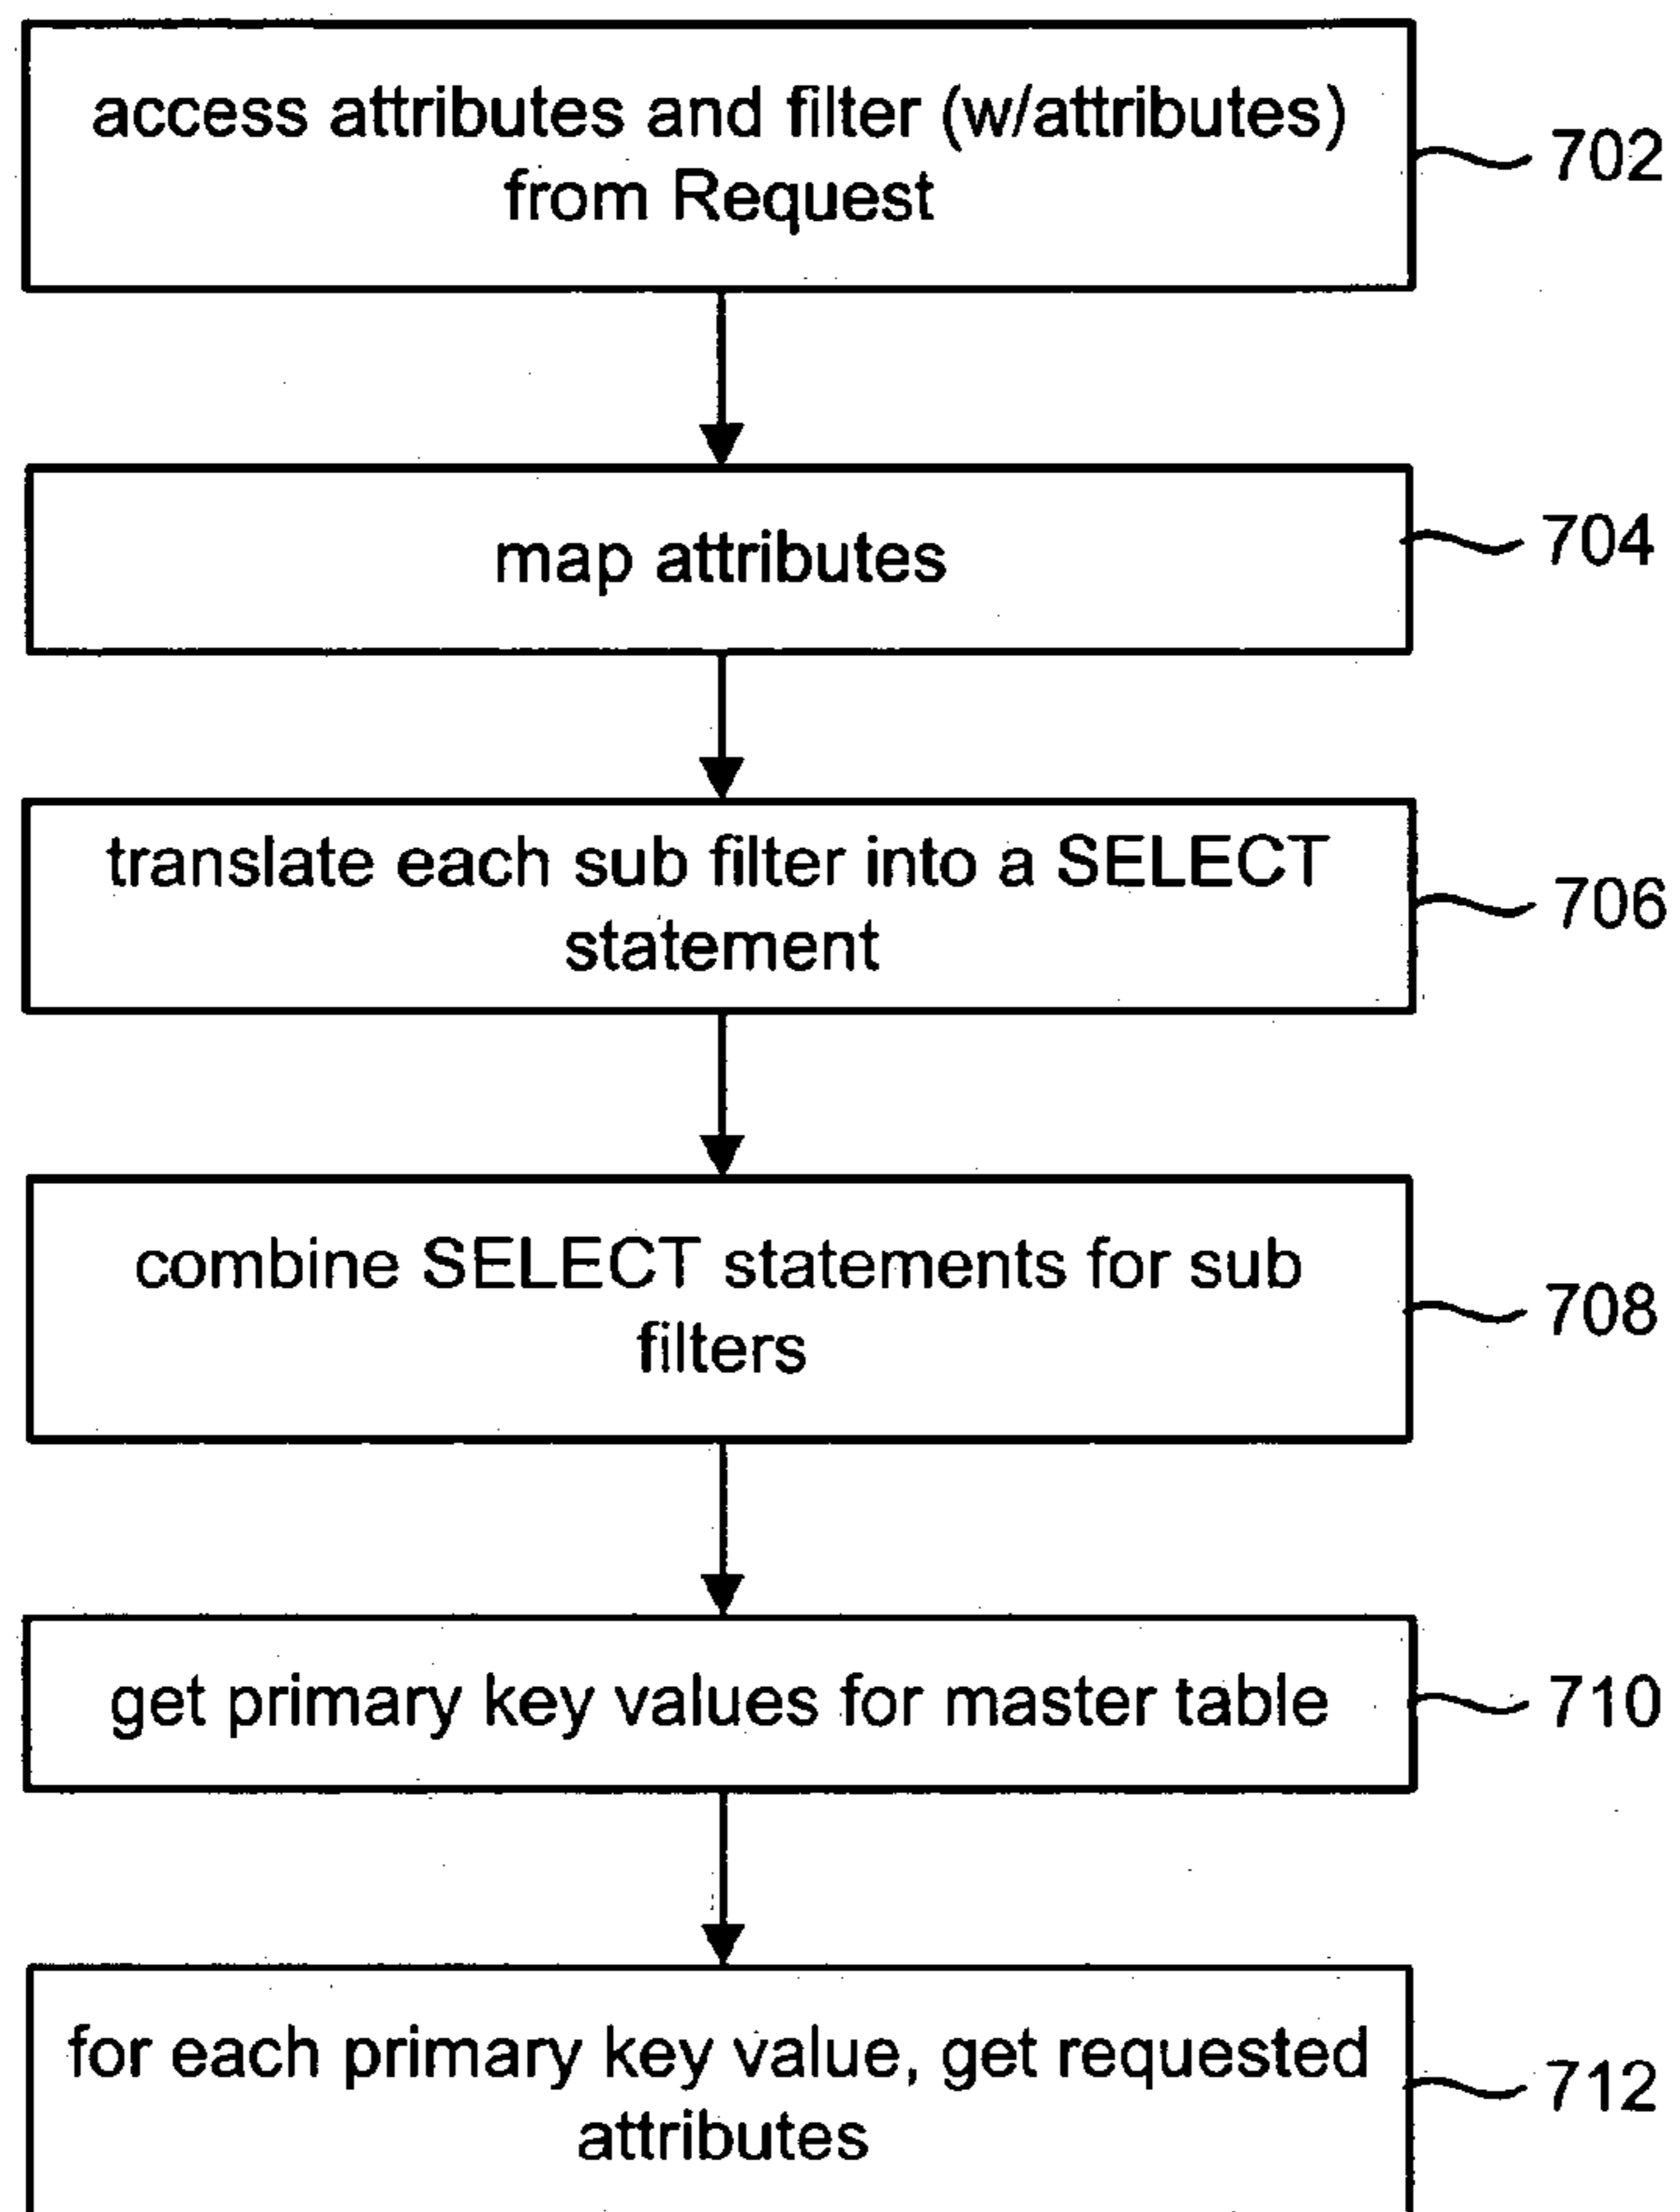 access attributes and filter (w/attributes)
from Request
702
map attributes
704
translate each sub filter into a SELECT
statement
706
combine SELECT statements for sub
filters
708
get primary key values for master table
710
for each primary key value, get requested
attributes
712